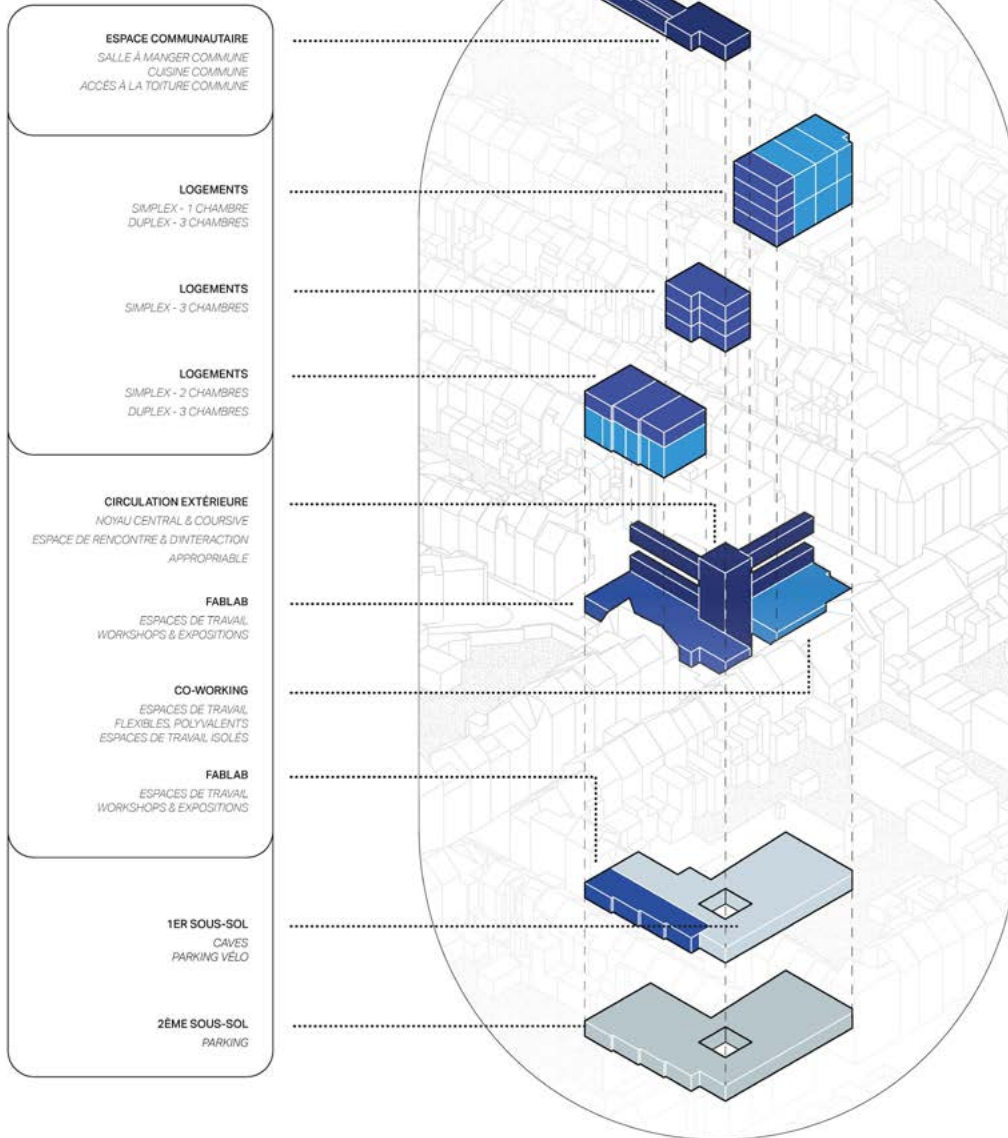 ESPACE COMMUNAUTAIRE
SALLE À MANGER COMMUNE
CUISINE COMMUNE
ACCÈS À LA TOITURE COMMUNE
LOGEMENTS
SIMPLEX - 1 CHAMBRE
DUPLEX - 3 CHAMBRES
LOGEMENTS
SIMPLEX - 3 CHAMBRES
LOGEMENTS
SIMPLEX - 2 CHAMBRES
DUPLEX - 3 CHAMBRES
CIRCULATION EXTÉRIEURE
NOYAU CENTRAL & COURSIVE
ESPACE DE RENCONTRE & D'INTERACTION
APPROPRIABLE
FABLAB
ESPACES DE TRAVAIL
WORKSHOPS & EXPOSITIONS
CO-WORKING
ESPACES DE TRAVAIL
FLEXIBLES, POLYVALENTS
ESPACES DE TRAVAIL ISOLÉS
FABLAB
ESPACES DE TRAVAIL
WORKSHOPS & EXPOSITIONS
1ER SOUS-SOL
CAVES
PARKING VÉLO
2ÈME SOUS-SOL
PARKING